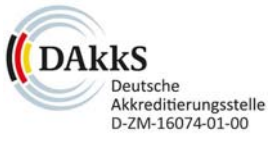 DAkkS
Deutsche
Akkreditierungsstelle
D-ZM-16074-01-00